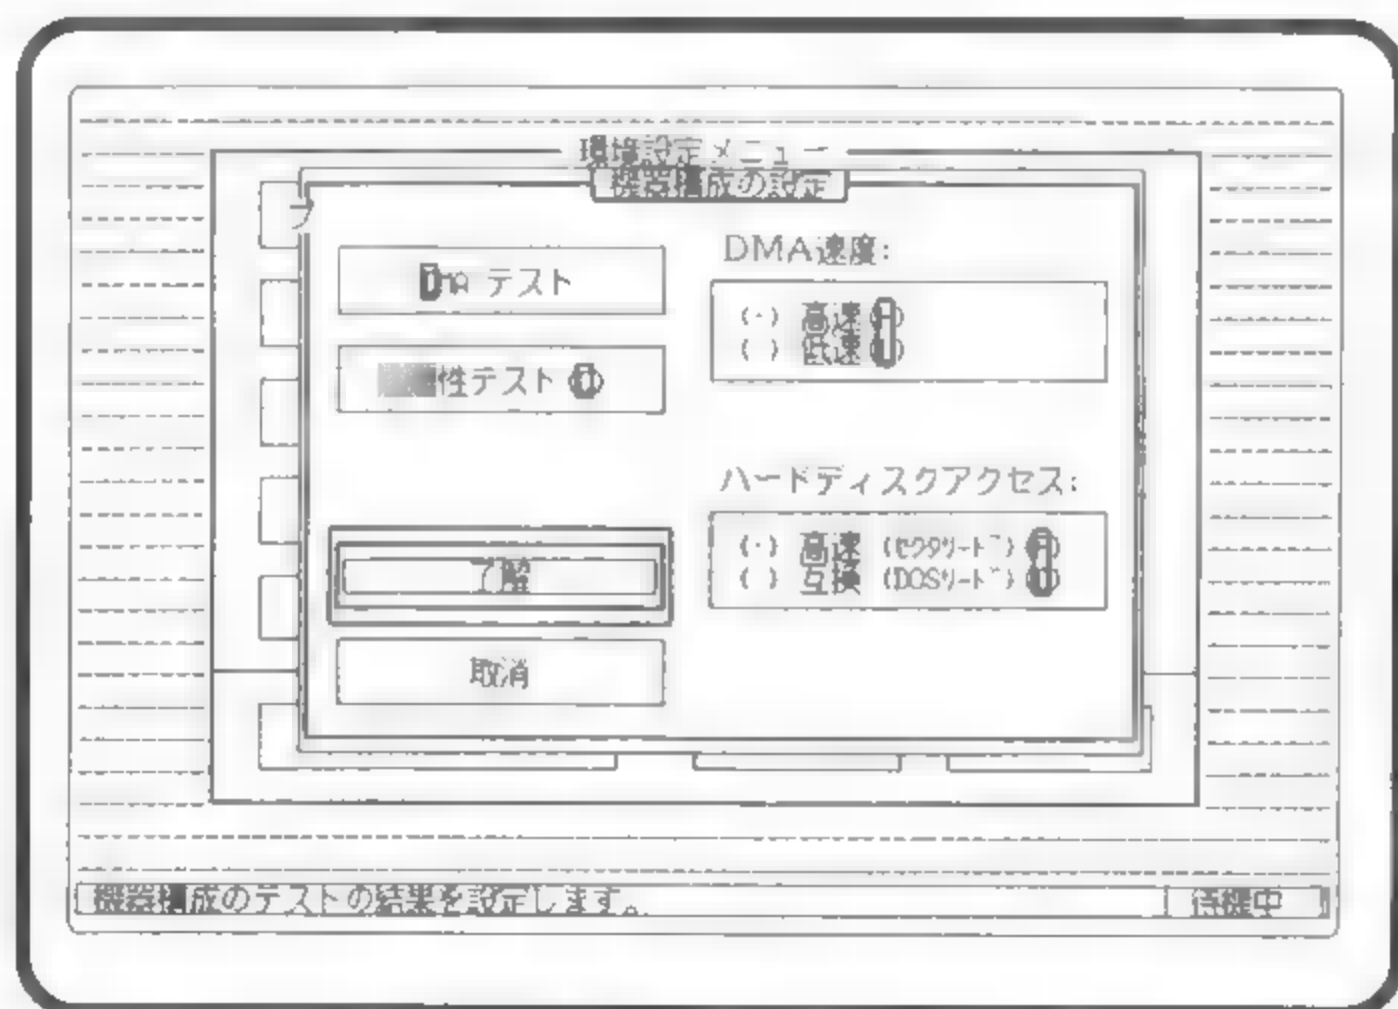 環境設定メニュー
機器構成の設定
DMA テスト
性テスト
了解
取消
DMA速度:
(・) 高速 (H)
( ) 低速 (L)
ハードディスクアクセス:
(・) 高速 (セクタリード)
( ) 互換 (DOSリード)
機器構成のテストの結果を設定します。
待機中